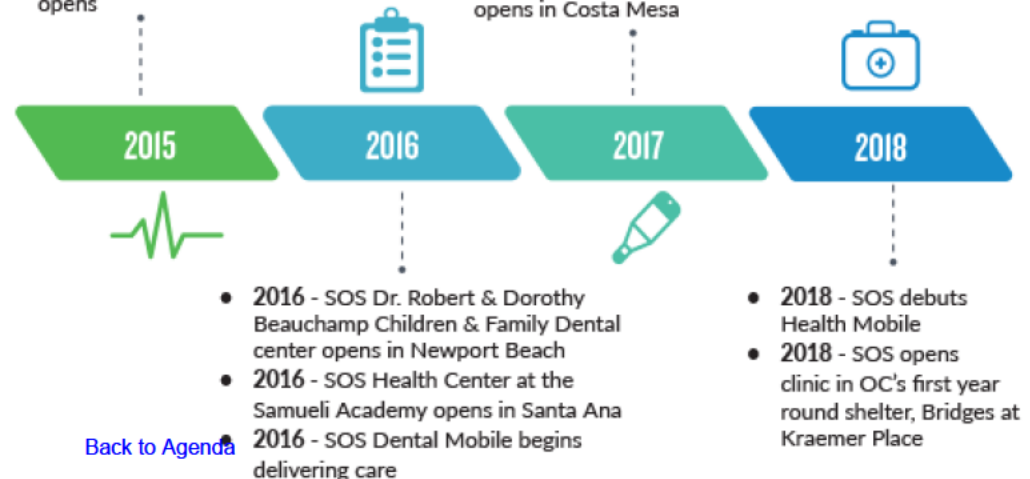 opens
opens in Costa Mesa
2015
2016
2017
2018
● 2016 - SOS Dr. Robert & Dorothy
Beauchamp Children & Family Dental
center opens in Newport Beach
● 2016 - SOS Health Center at the
Samueli Academy opens in Santa Ana
● 2016 - SOS Dental Mobile begins
delivering care
● 2018 - SOS debuts
Health Mobile
● 2018 - SOS opens
clinic in OC's first year
round shelter, Bridges at
Kraemer Place
Back to Agenda